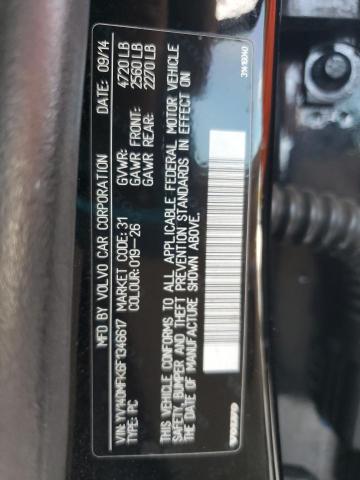 MFD BY VOLVO CAR CORPORATION DATE: 09/14
VIN: YV140MFK8F1346617 GVWR: 4720 LB
MARKET CODE: 31 GAWR FRONT: 2560 LB
TYPE: PC COLOUR: 019-26 GAWR REAR: 2270 LB
THIS VEHICLE CONFORMS TO ALL APPLICABLE FEDERAL MOTOR VEHICLE
SAFETY, BUMPER AND THEFT PREVENTION STANDARDS IN EFFECT ON
THE DATE OF MANUFACTURE SHOWN ABOVE.
VOLVO